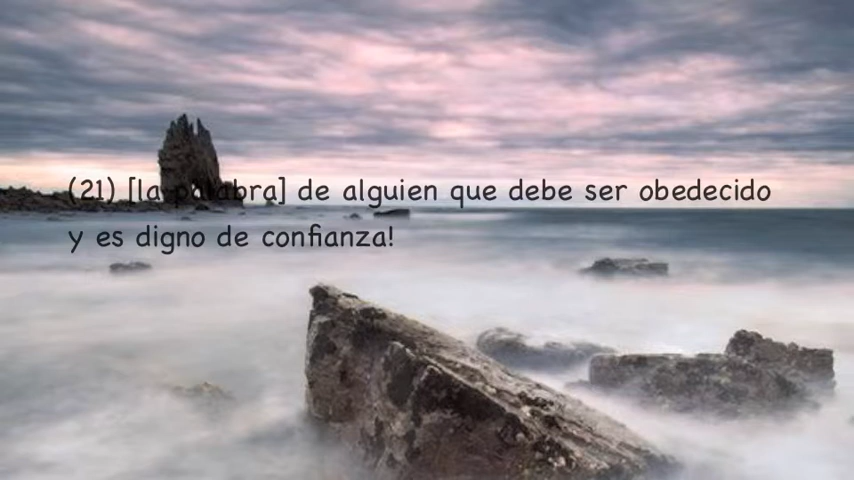 (21) [la palabra] de alguien que debe ser obedecido
y es digno de confianza!